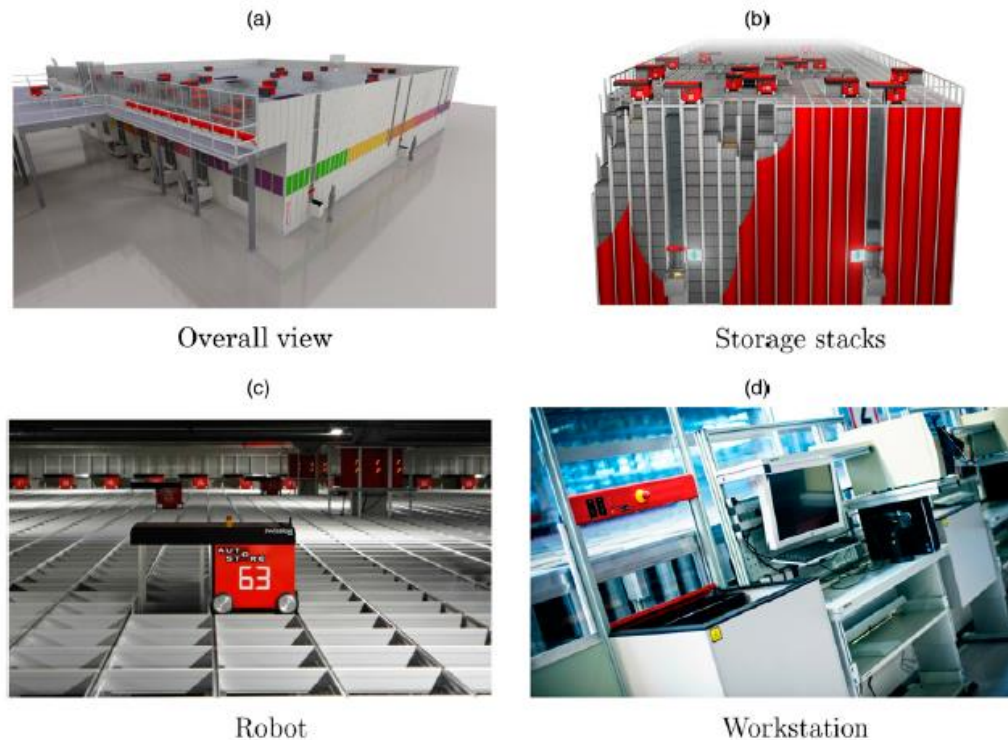 (a)
(b)
Overall view
Storage stacks
(c)
(d)
AUTO
STORE
63
Robot
Workstation